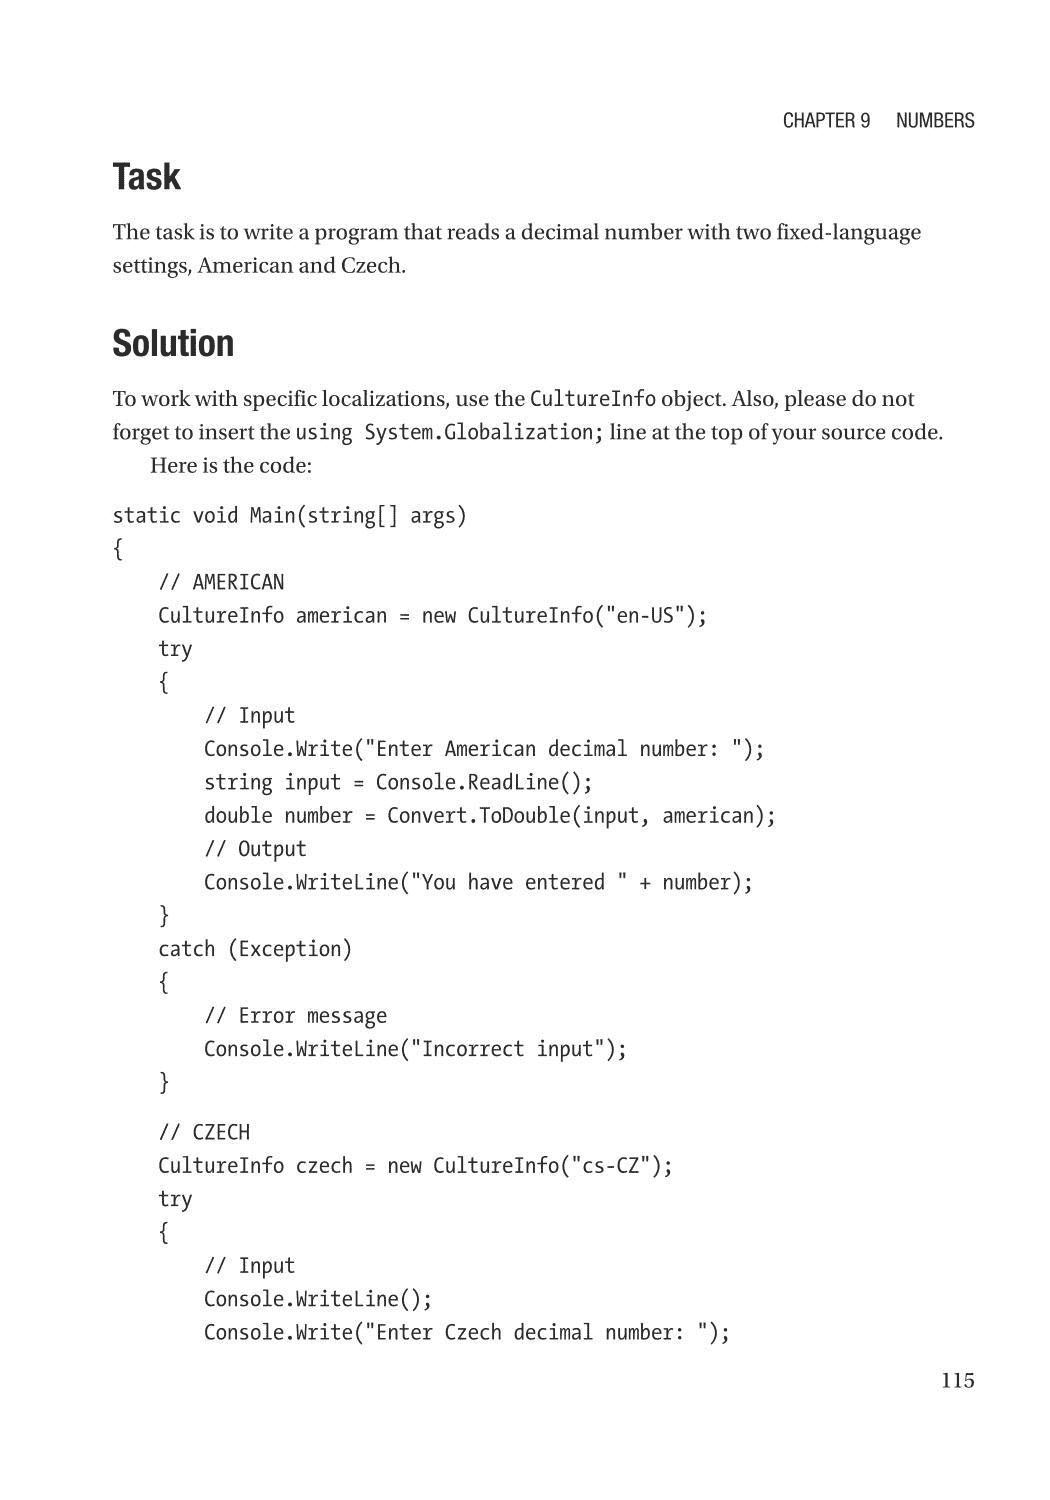 CHAPTER 9 NUMBERS
Task
The task is to write a program that reads a decimal number with two fixed-language
settings, American and Czech.
Solution
To work with specific localizations, use the CultureInfo object. Also, please do not
forget to insert the using System.Globalization; line at the top of your source code.
Here is the code:
static void Main(string[] args)
{
    // AMERICAN
    CultureInfo american = new CultureInfo("en-US");
    try
    {
        // Input
        Console.Write("Enter American decimal number: ");
        string input = Console.ReadLine();
        double number = Convert.ToDouble(input, american);
        // Output
        Console.WriteLine("You have entered " + number);
    }
    catch (Exception)
    {
        // Error message
        Console.WriteLine("Incorrect input");
    }
    // CZECH
    CultureInfo czech = new CultureInfo("cs-CZ");
    try
    {
        // Input
        Console.WriteLine();
        Console.Write("Enter Czech decimal number: ");
115